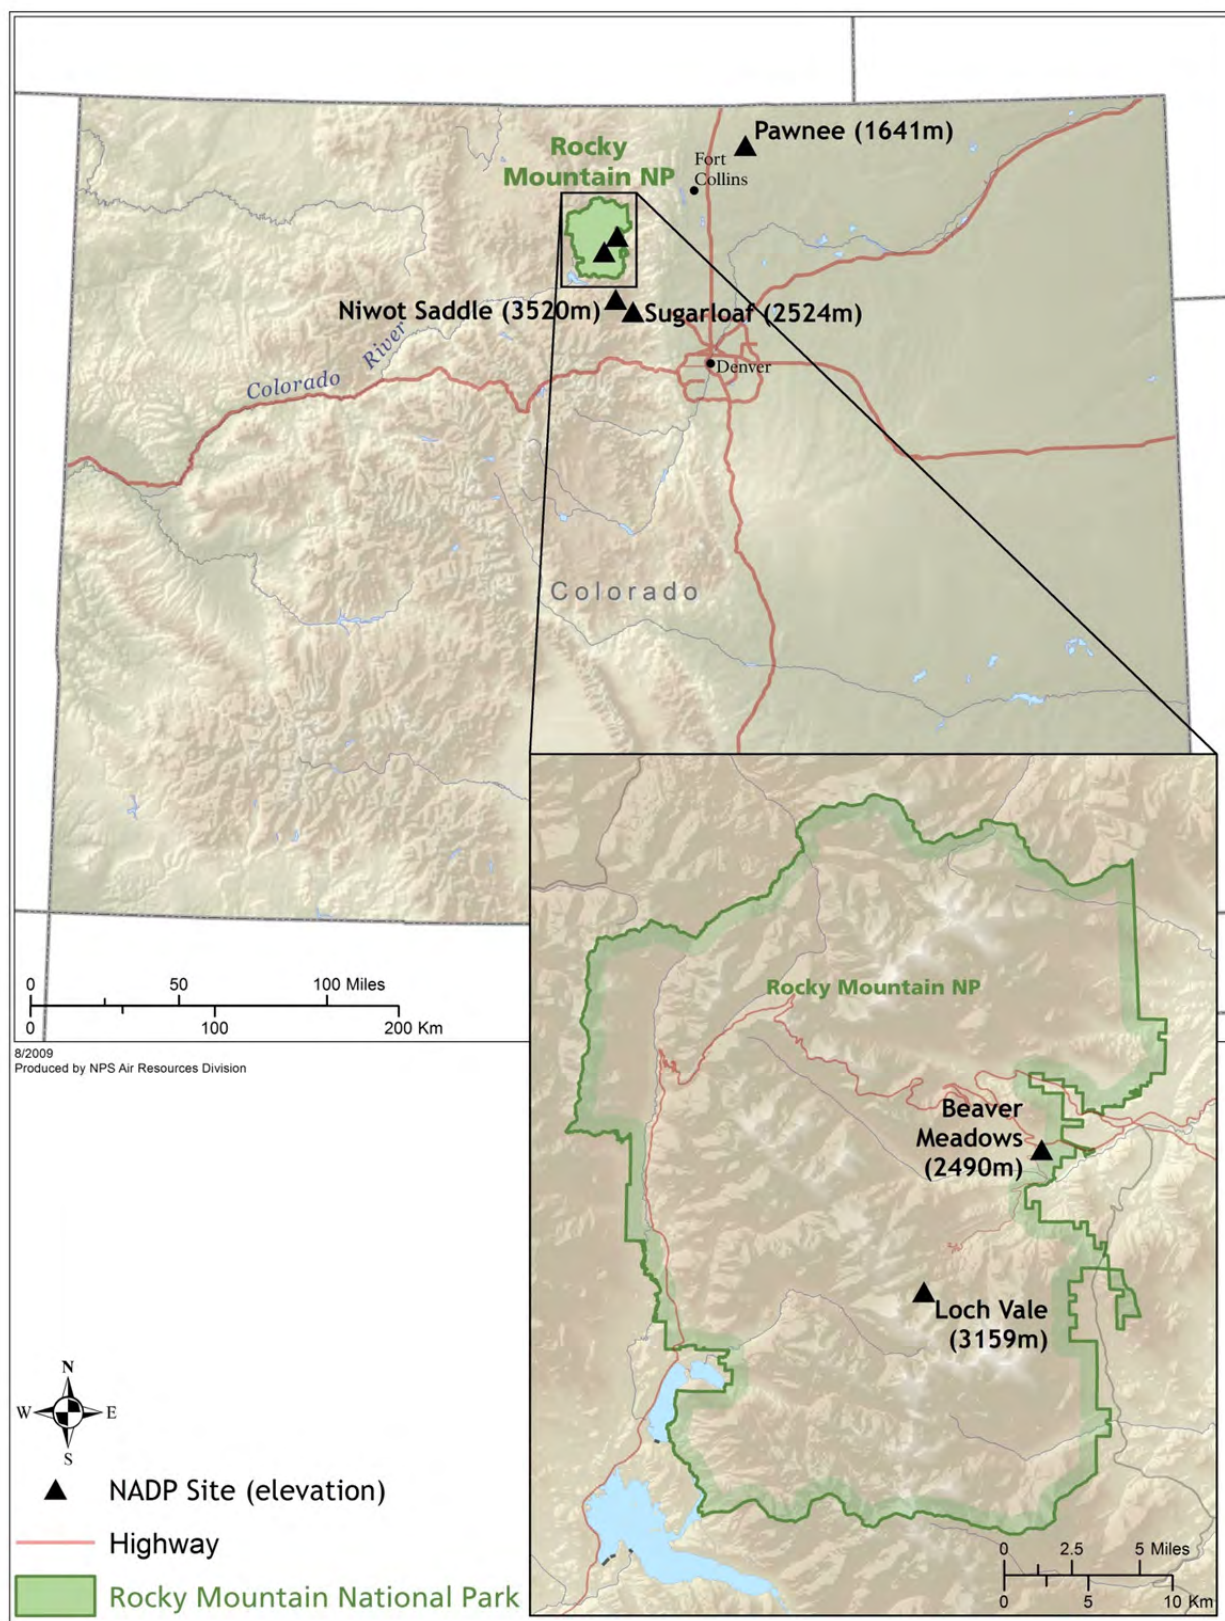 Pawnee (1641m)
Fort
Collins
Rocky
Mountain NP
Niwot Saddle (3520m)
Sugarloaf (2524m)
Denver
Colorado River
Colorado
0 50 100 Miles
0 100 200 Km
8/2009
Produced by NPS Air Resources Division
Rocky Mountain NP
Beaver
Meadows
(2490m)
Loch Vale
(3159m)
N
W E
S
NADP Site (elevation)
Highway
Rocky Mountain National Park
0 2.5 5 Miles
0 5 10 Km